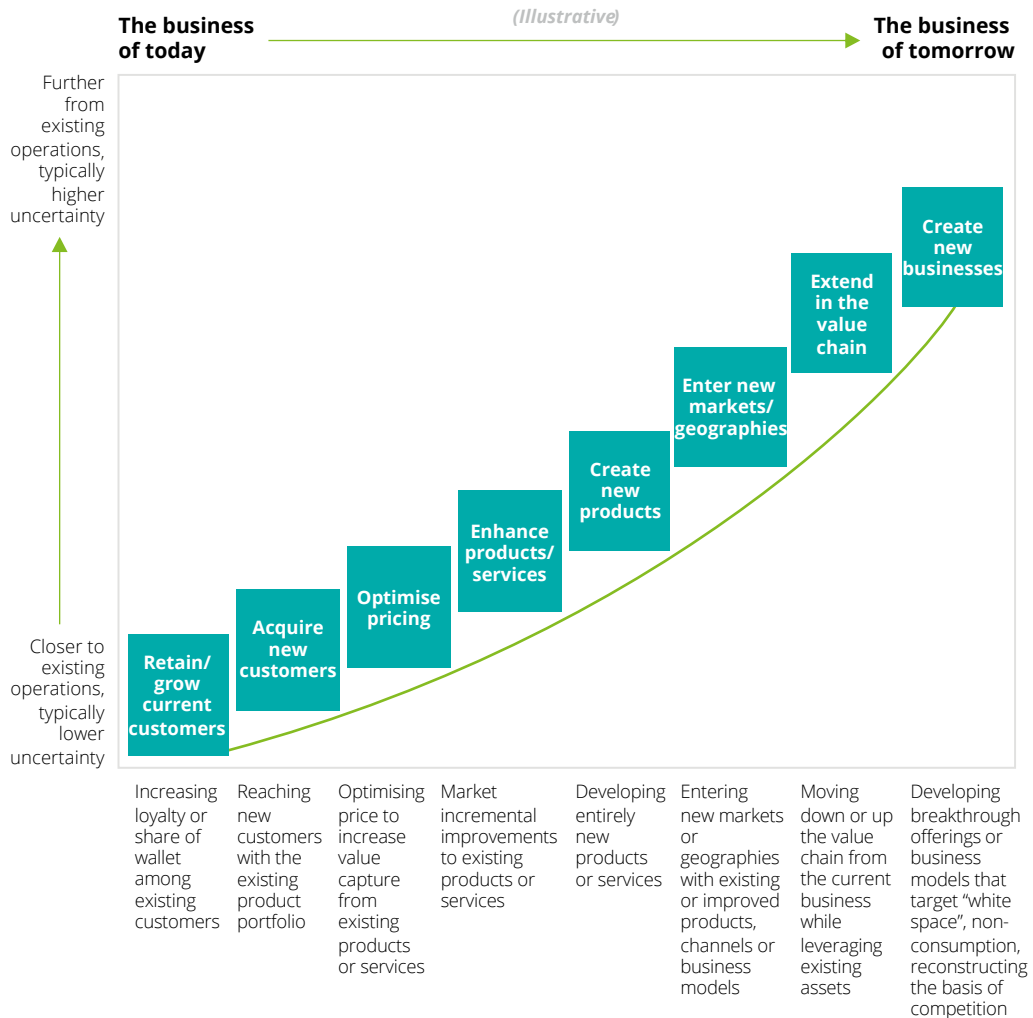 (Illustrative)
The business
of today
The business
of tomorrow
Further
from
existing
operations,
typically
higher
uncertainty
Closer to
existing
operations,
typically
lower
uncertainty
Retain/
grow
current
customers
Acquire
new
customers
Optimise
pricing
Enhance
products/
services
Create
new
products
Enter new
markets/
geographies
Extend
in the
value
chain
Create
new
businesses
Increasing
loyalty or
share of
wallet
among
existing
customers
Reaching
new
customers
with the
existing
product
portfolio
Optimising
price to
increase
value
capture
from
existing
products
or services
Market
incremental
improvements
to existing
products or
services
Developing
entirely
new
products
or services
Entering
new markets
or
geographies
with existing
or improved
products,
channels or
business
models
Moving
down or up
the value
chain from
the current
business
while
leveraging
existing
assets
Developing
breakthrough
offerings or
business
models that
target “white
space”, non-
consumption,
reconstructing
the basis of
competition